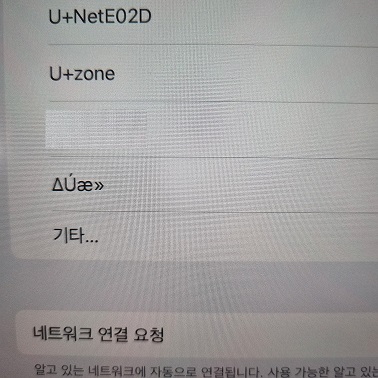 U+NetE02D
U+zone
ΔÚæ»
기타...
네트워크 연결 요청
알고 있는 네트워크에 자동으로 연결됩니다. 사용 가능한 알고 있는